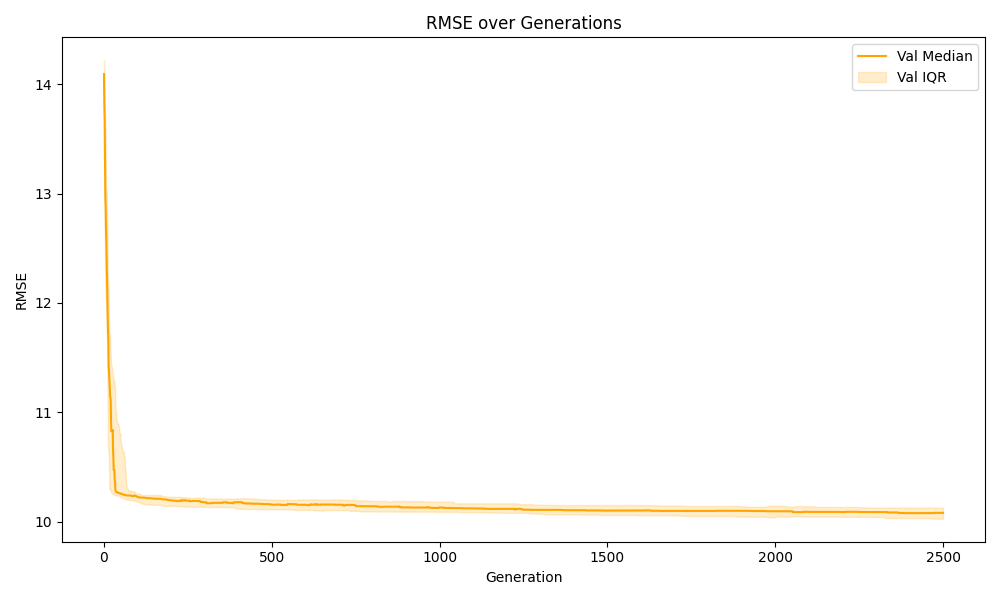 RMSE over Generations
Val Median
Val IQR
RMSE
14
13
12
11
10
0
500
1000
1500
2000
2500
Generation